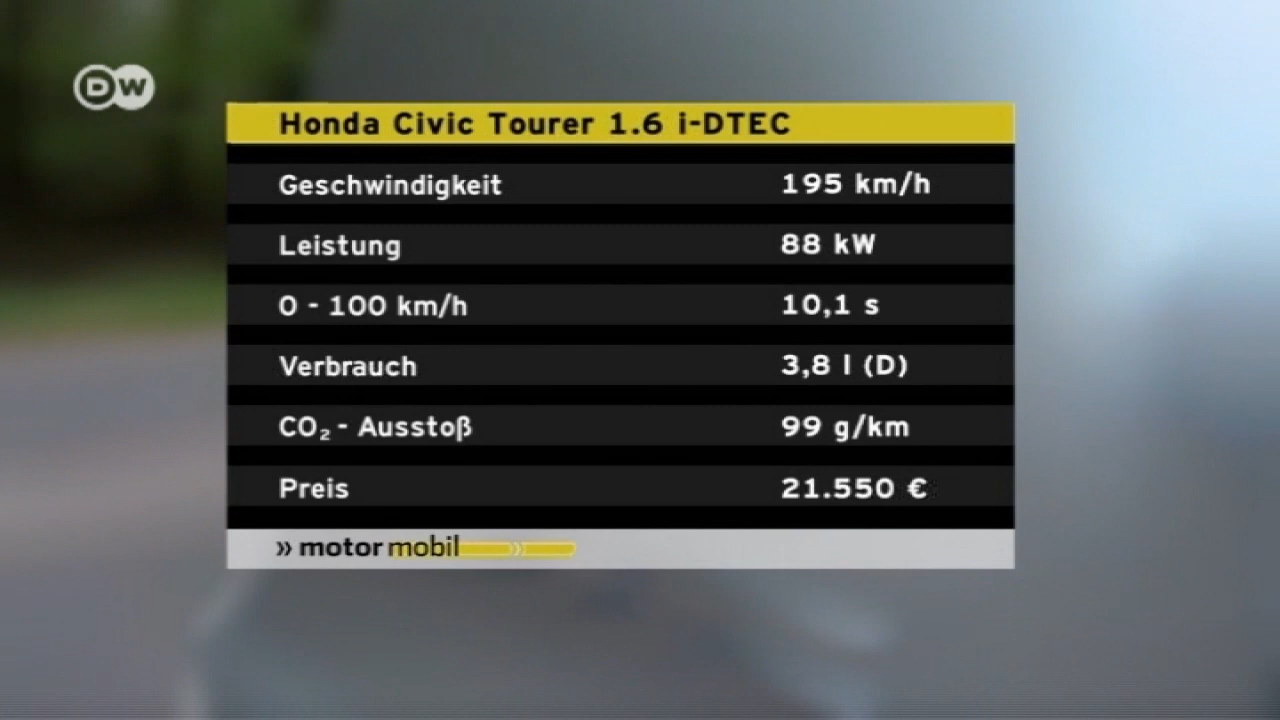 DW
Honda Civic Tourer 1.6 i-DTEC
Geschwindigkeit 195 km/h
Leistung 88 kW
0 - 100 km/h 10,1 s
Verbrauch 3,8 l (D)
CO₂ - Ausstoß 99 g/km
Preis 21.550 €
» motor mobil »